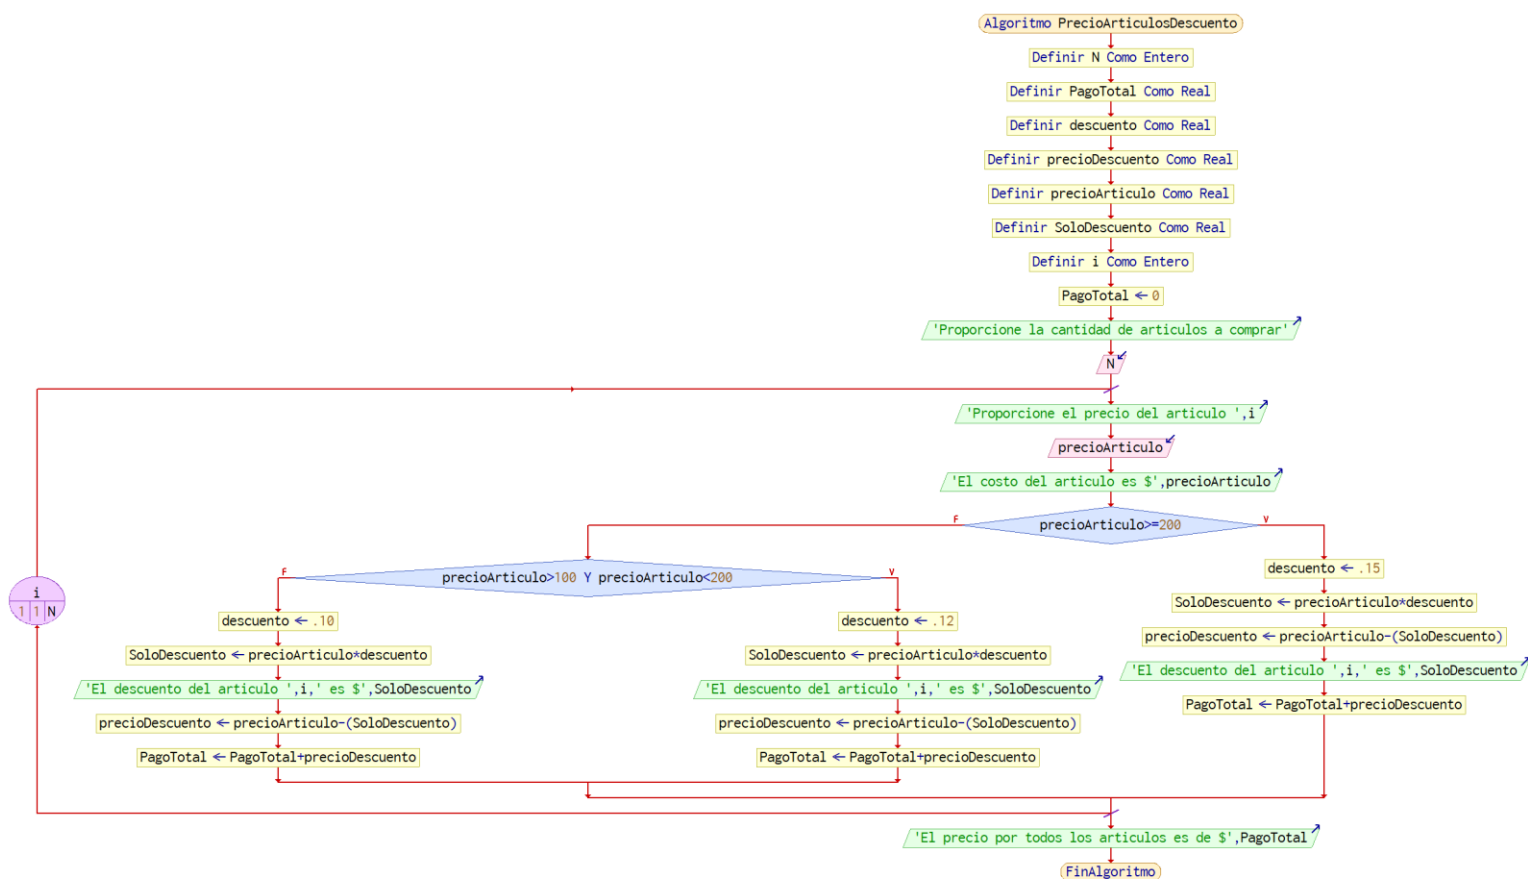 Algoritmo PrecioArticulosDescuento
Definir N Como Entero
Definir PagoTotal Como Real
Definir descuento Como Real
Definir precioDescuento Como Real
Definir precioArticulo Como Real
Definir SoloDescuento Como Real
Definir i Como Entero
PagoTotal ← 0
'Proporcione la cantidad de articulos a comprar'
N
'Proporcione el precio del articulo ',i
precioArticulo
'El costo del articulo es $',precioArticulo
precioArticulo>=200
F
V
precioArticulo>100 Y precioArticulo<200
F
V
i
1 1 N
descuento ← .10
SoloDescuento ← precioArticulo*descuento
'El descuento del articulo ',i,' es $',SoloDescuento
precioDescuento ← precioArticulo-(SoloDescuento)
PagoTotal ← PagoTotal+precioDescuento
descuento ← .12
SoloDescuento ← precioArticulo*descuento
'El descuento del articulo ',i,' es $',SoloDescuento
precioDescuento ← precioArticulo-(SoloDescuento)
PagoTotal ← PagoTotal+precioDescuento
descuento ← .15
SoloDescuento ← precioArticulo*descuento
precioDescuento ← precioArticulo-(SoloDescuento)
'El descuento del articulo ',i,' es $',SoloDescuento
PagoTotal ← PagoTotal+precioDescuento
'El precio por todos los articulos es de $',PagoTotal
FinAlgoritmo